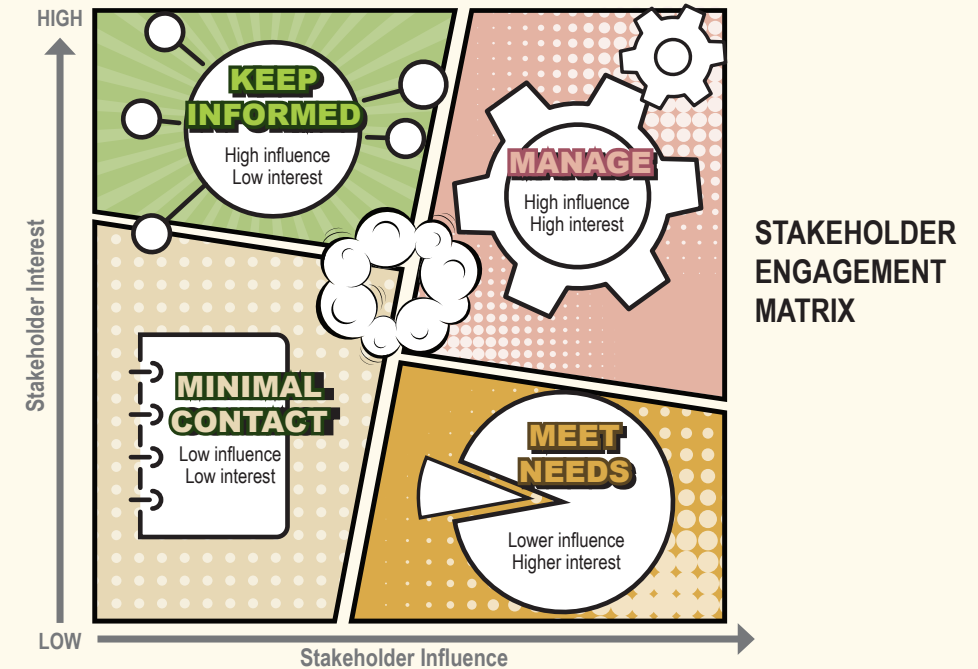 HIGH
KEEP
INFORMED
High influence
Low interest
MANAGE
High influence
High interest
STAKEHOLDER
ENGAGEMENT
MATRIX
Stakeholder Interest
MINIMAL
CONTACT
Low influence
Low interest
MEET
NEEDS
Lower influence
Higher interest
LOW
Stakeholder Influence